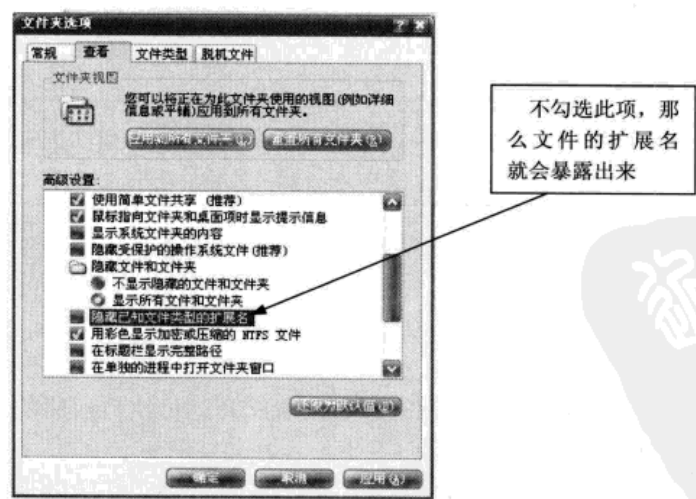 文件夹选项
常规 查看 文件类型 脱机文件
文件夹视图
您可以将正在为此文件夹使用的视图(例如详细
信息或平铺)应用到所有文件夹。
应用到所有文件夹(L) 重置所有文件夹(R)
高级设置:
使用简单文件共享 (推荐)
鼠标指向文件夹和桌面项时显示提示信息
显示系统文件夹的内容
隐藏受保护的操作系统文件(推荐)
隐藏文件和文件夹
不显示隐藏的文件和文件夹
显示所有文件和文件夹
隐藏已知文件类型的扩展名
用彩色显示加密或压缩的 NTFS 文件
在标题栏显示完整路径
在单独的进程中打开文件夹窗口
还原为默认值(D)
确定 取消 应用(A)
不勾选此项，那
么文件的扩展名
就会暴露出来